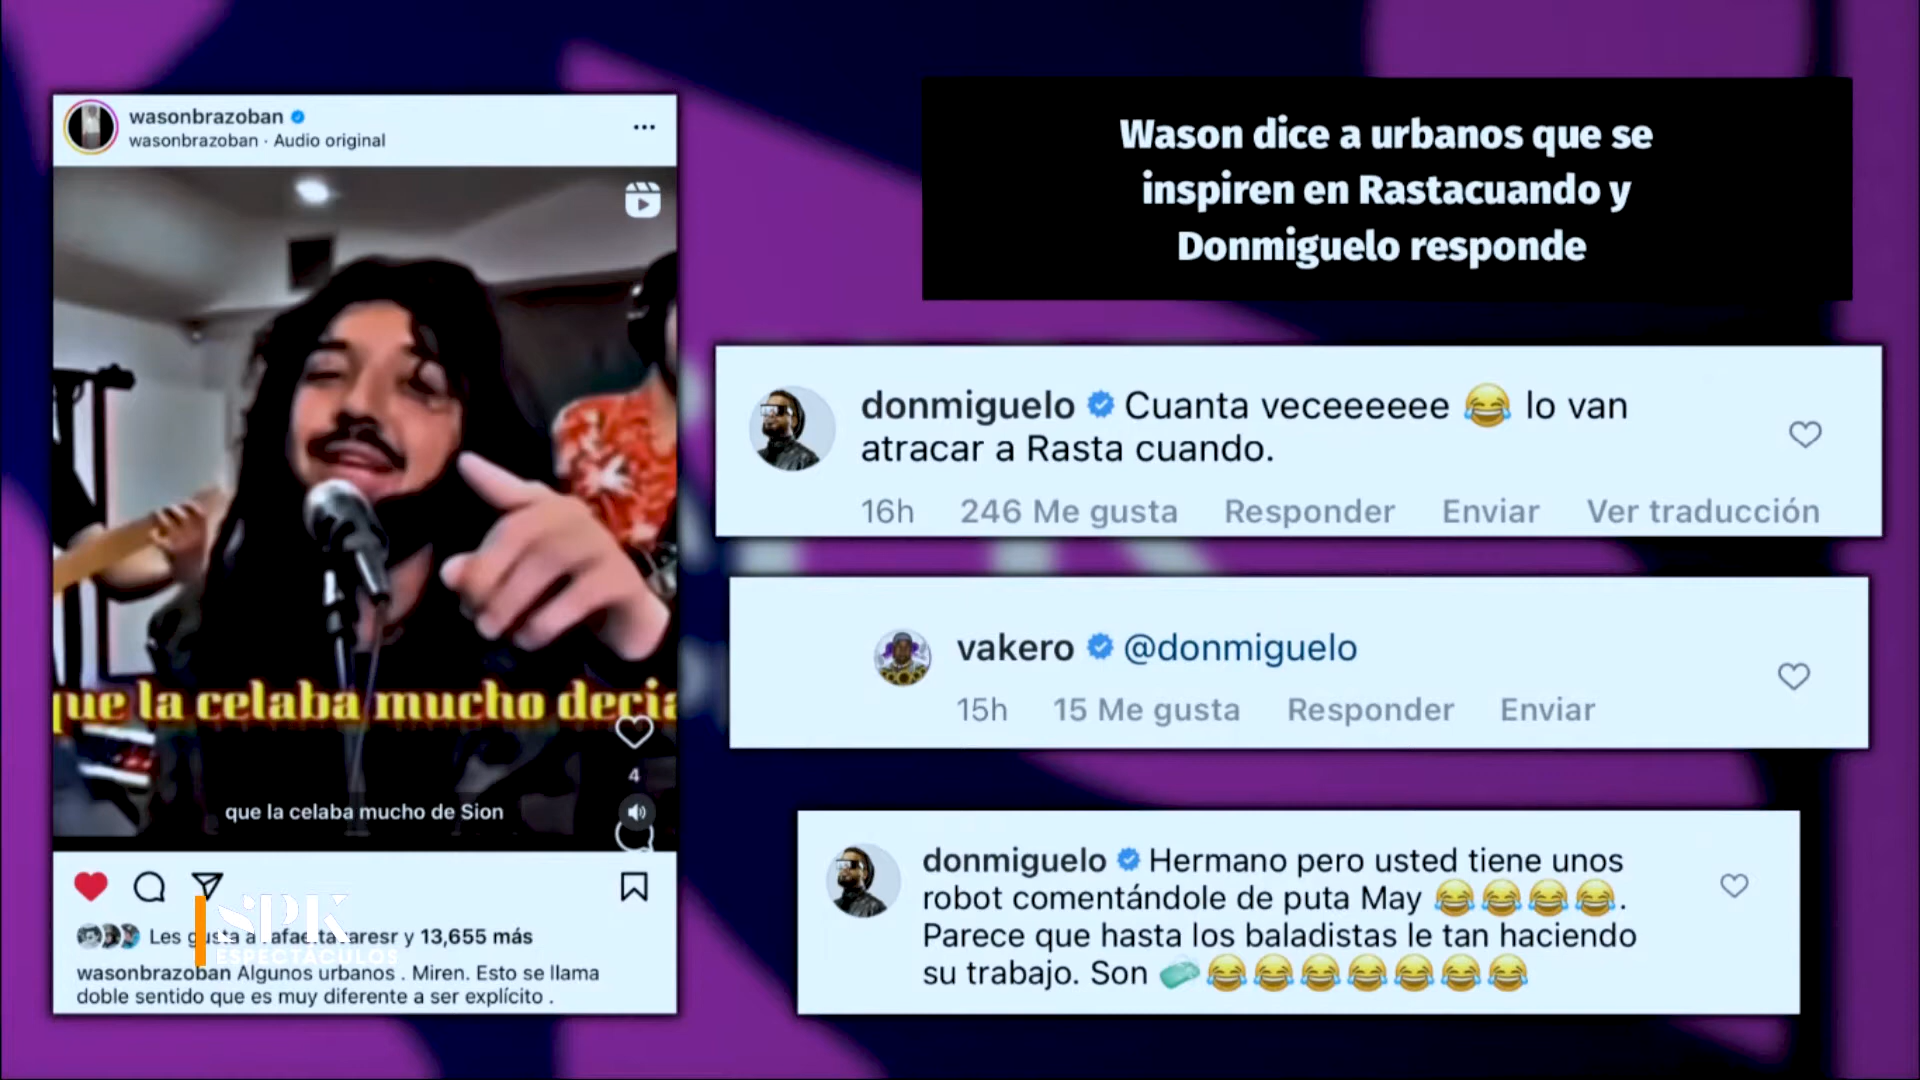 wasonbrazoban
wasonbrazoban · Audio original
que la celaba mucho decia
4
que la celaba mucho de Sion
SPK
ESPECTÁCULOS
Les gusta a rafaeltavaresr y 13,655 más
wasonbrazoban Algunos urbanos . Miren. Esto se llama
doble sentido que es muy diferente a ser explícito .
Wason dice a urbanos que se
inspiren en Rastacuando y
Donmiguelo responde
donmiguelo Cuanta veceeeeee 😂 lo van
atracar a Rasta cuando.
16h 246 Me gusta Responder Enviar Ver traducción
vakero @donmiguelo
15h 15 Me gusta Responder Enviar
donmiguelo Hermano pero usted tiene unos
robot comentándole de puta May 😂😂😂😂.
Parece que hasta los baladistas le tan haciendo
su trabajo. Son 🧼😂😂😂😂😂😂😂